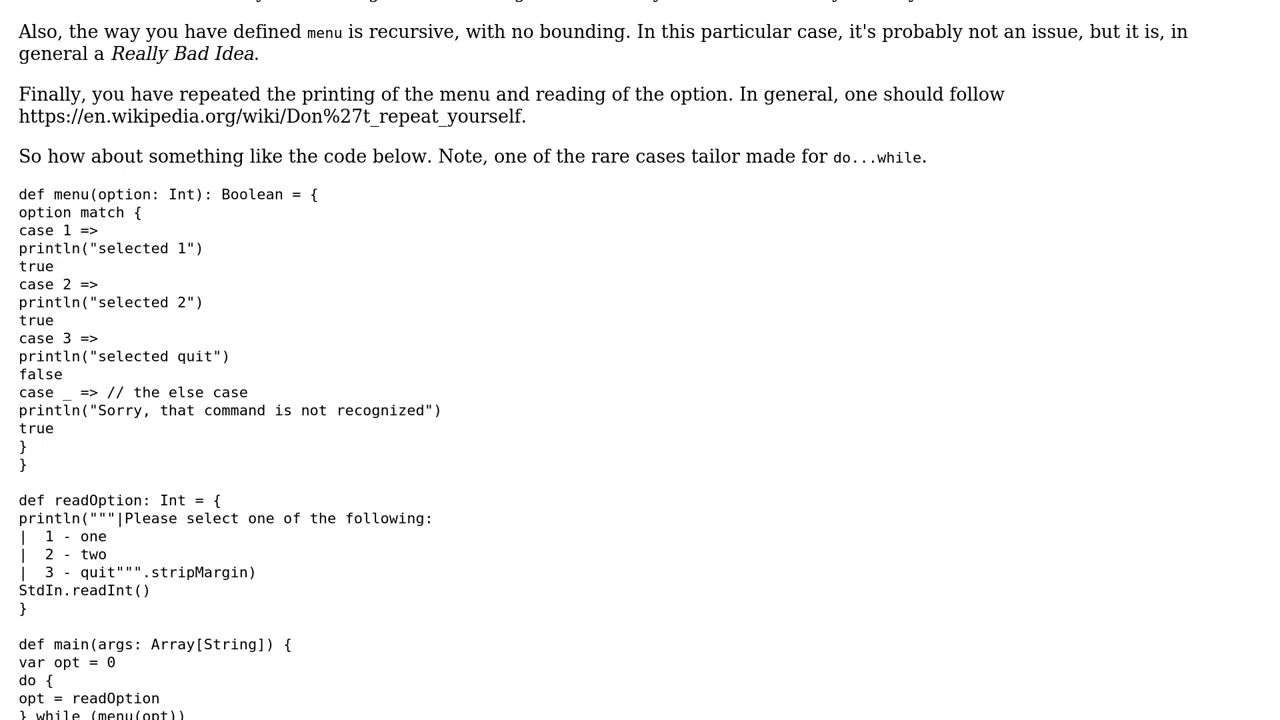 Also, the way you have defined menu is recursive, with no bounding. In this particular case, it's probably not an issue, but it is, in
general a Really Bad Idea.
Finally, you have repeated the printing of the menu and reading of the option. In general, one should follow
https://en.wikipedia.org/wiki/Don%27t_repeat_yourself.
So how about something like the code below. Note, one of the rare cases tailor made for do...while.
def menu(option: Int): Boolean = {
option match {
case 1 =>
println("selected 1")
true
case 2 =>
println("selected 2")
true
case 3 =>
println("selected quit")
false
case _ => // the else case
println("Sorry, that command is not recognized")
true
}
}
def readOption: Int = {
println("""|Please select one of the following:
|  1 - one
|  2 - two
|  3 - quit""".stripMargin)
StdIn.readInt()
}
def main(args: Array[String]) {
var opt = 0
do {
opt = readOption
} while (menu(opt))